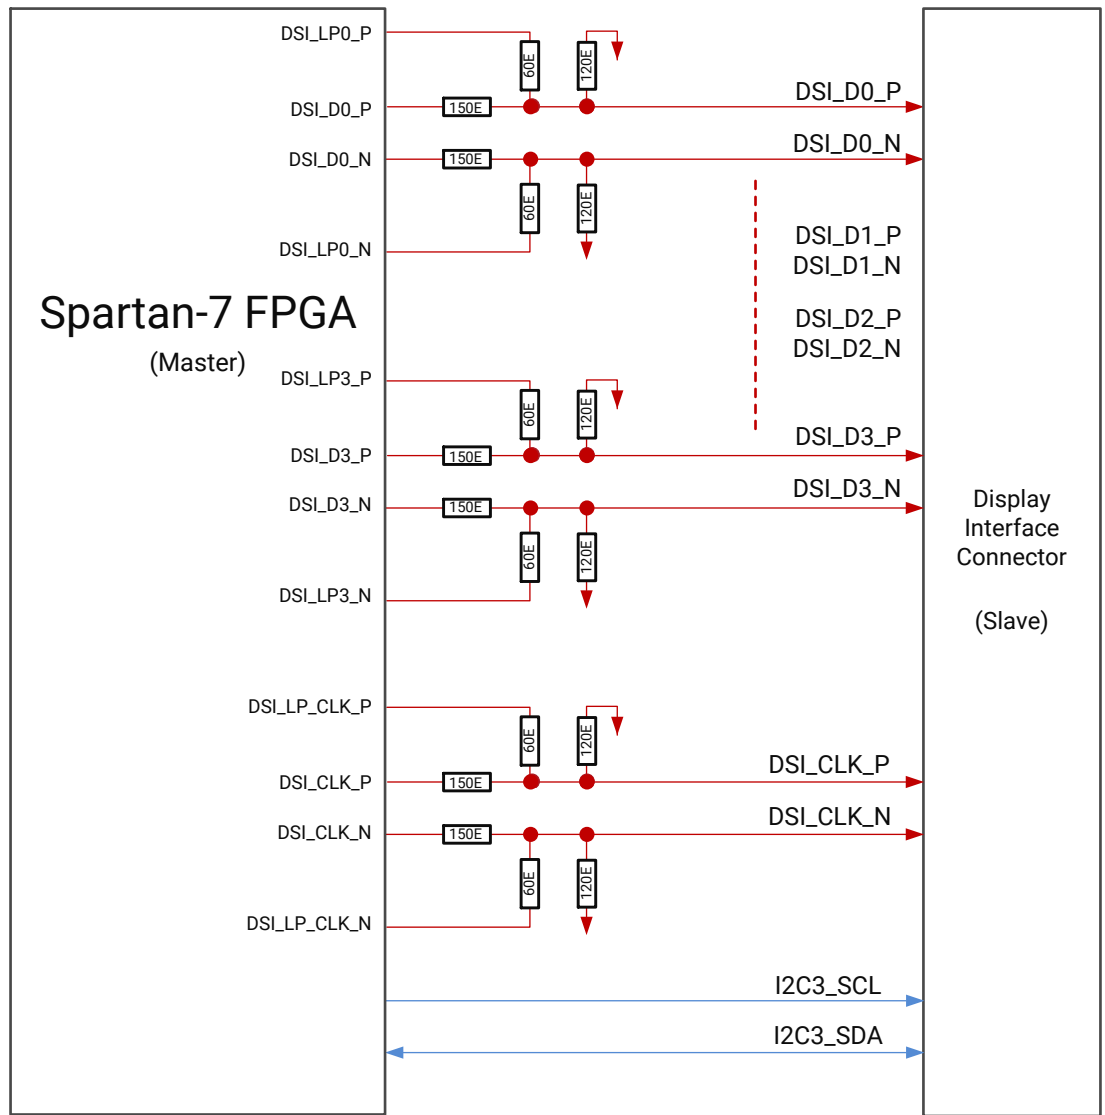 DSI_LP0_P
60E
120E
DSI_D0_P
150E
DSI_D0_P
DSI_D0_N
150E
DSI_D0_N
60E
120E
DSI_LP0_N
DSI_D1_P
DSI_D1_N
DSI_D2_P
DSI_D2_N
Spartan-7 FPGA
(Master)
DSI_LP3_P
60E
120E
DSI_D3_P
150E
DSI_D3_P
DSI_D3_N
150E
DSI_D3_N
60E
120E
DSI_LP3_N
Display
Interface
Connector
(Slave)
DSI_LP_CLK_P
60E
120E
DSI_CLK_P
150E
DSI_CLK_P
DSI_CLK_N
150E
DSI_CLK_N
60E
120E
DSI_LP_CLK_N
I2C3_SCL
I2C3_SDA